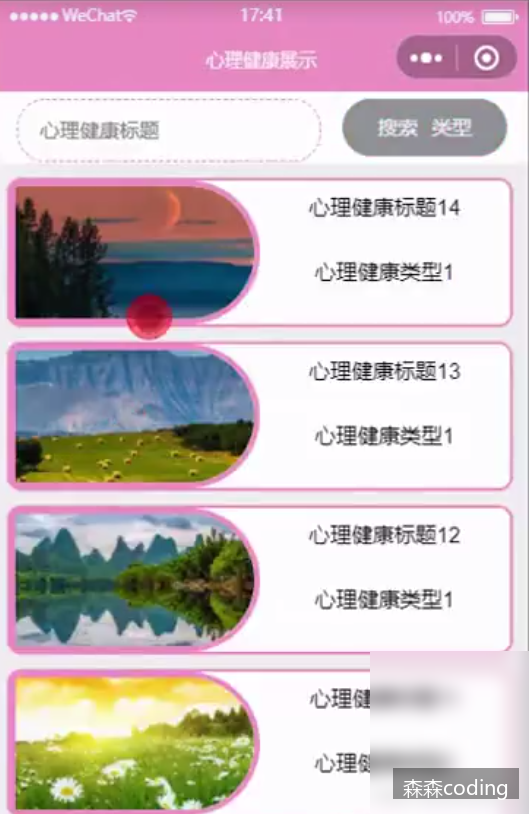 WeChat 17:41 100%
心理健康展示
心理健康标题 搜索 类型
心理健康标题14
心理健康类型1
心理健康标题13
心理健康类型1
心理健康标题12
心理健康类型1
心理
心理
森森coding